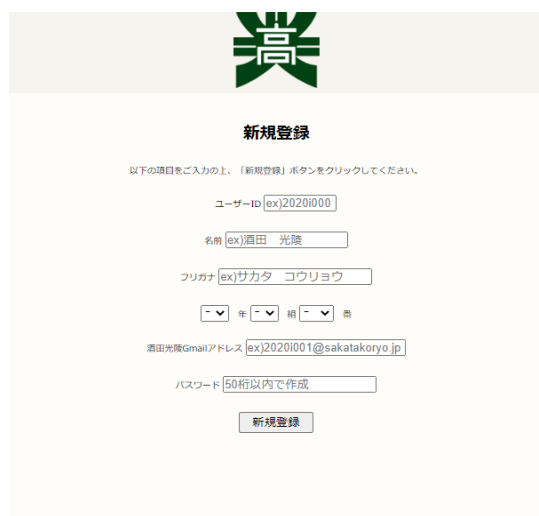 高
新規登録
以下の項目をご入力の上、「新規登録」ボタンをクリックしてください。
ユーザーID ex)2020i000
名前 ex)酒田　光陵
フリガナ ex)サカタ　コウリョウ
- 年 - 組 - 番
酒田光陵Gmailアドレス ex)2020i001@sakatakoryo.jp
パスワード 50桁以内で作成
新規登録